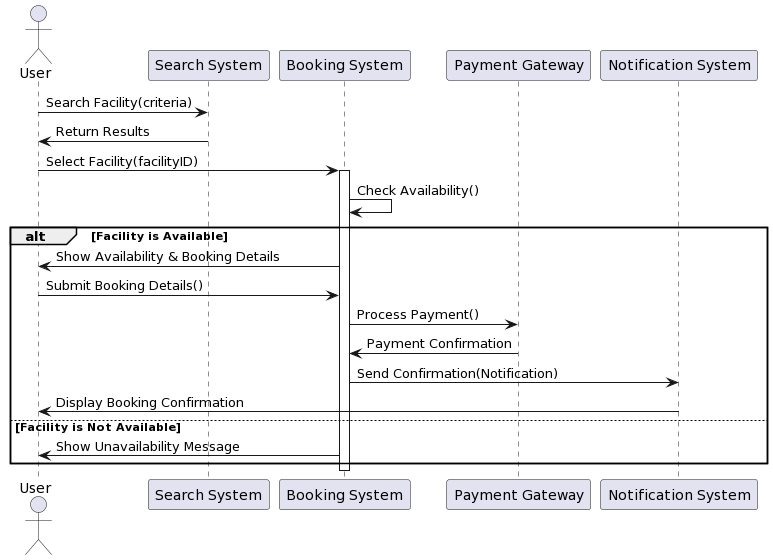 User
Search System
Booking System
Payment Gateway
Notification System
Search Facility(criteria)
Return Results
Select Facility(facilityID)
Check Availability()
alt
[Facility is Available]
Show Availability & Booking Details
Submit Booking Details()
Process Payment()
Payment Confirmation
Send Confirmation(Notification)
Display Booking Confirmation
[Facility is Not Available]
Show Unavailability Message
User
Search System
Booking System
Payment Gateway
Notification System